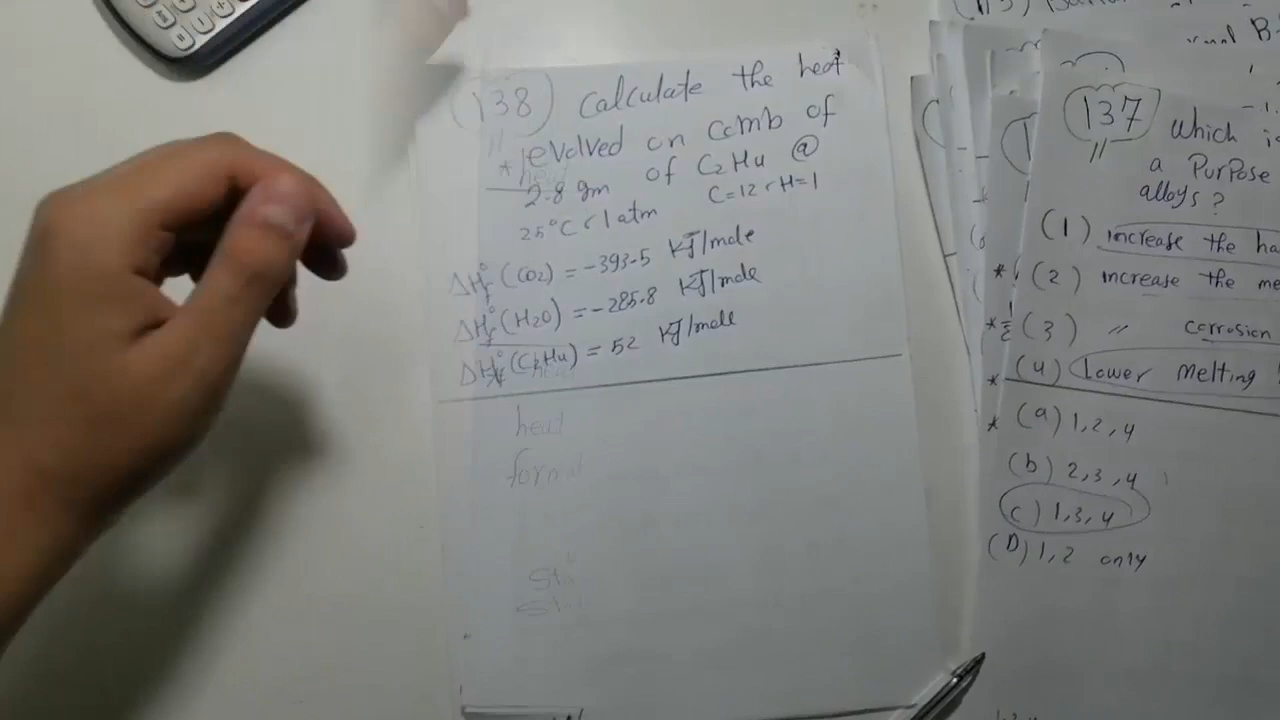 (138) Calculate the heat
* evolved on comb of
2.8 gm of C2H4 @
25°C < 1 atm C=12 < H=1
ΔH°f (CO2) = -393.5 KJ/mole
ΔH°f (H2O) = -285.8 KJ/mole
ΔH°f (C2H4) = 52 KJ/mole
heat
form
(137) Which i
a Purpose
alloys?
(1) increase the ha
* (2) increase the me
* (3) " corrosion
* (4) Lower melting
* (a) 1,2,4
(b) 2,3,4
(c) 1,3,4
(D) 1,2 only